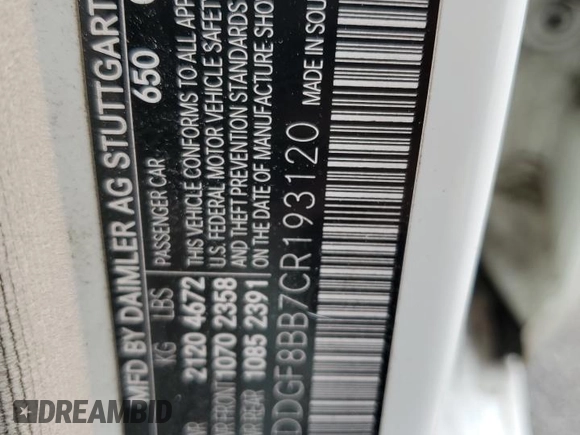 MFD BY DAIMLER AG STUTTGART
650
PASSENGER CAR
KG LBS
2120 4672
FRONT 1070 2358
REAR 1085 2391
THIS VEHICLE CONFORMS TO ALL
U.S. FEDERAL MOTOR VEHICLE SAFETY
AND THEFT PREVENTION STANDARDS
DATE OF MANUFACTURE SHO
DDGF8BB7CR193120
MADE IN SOU
DREAMBID